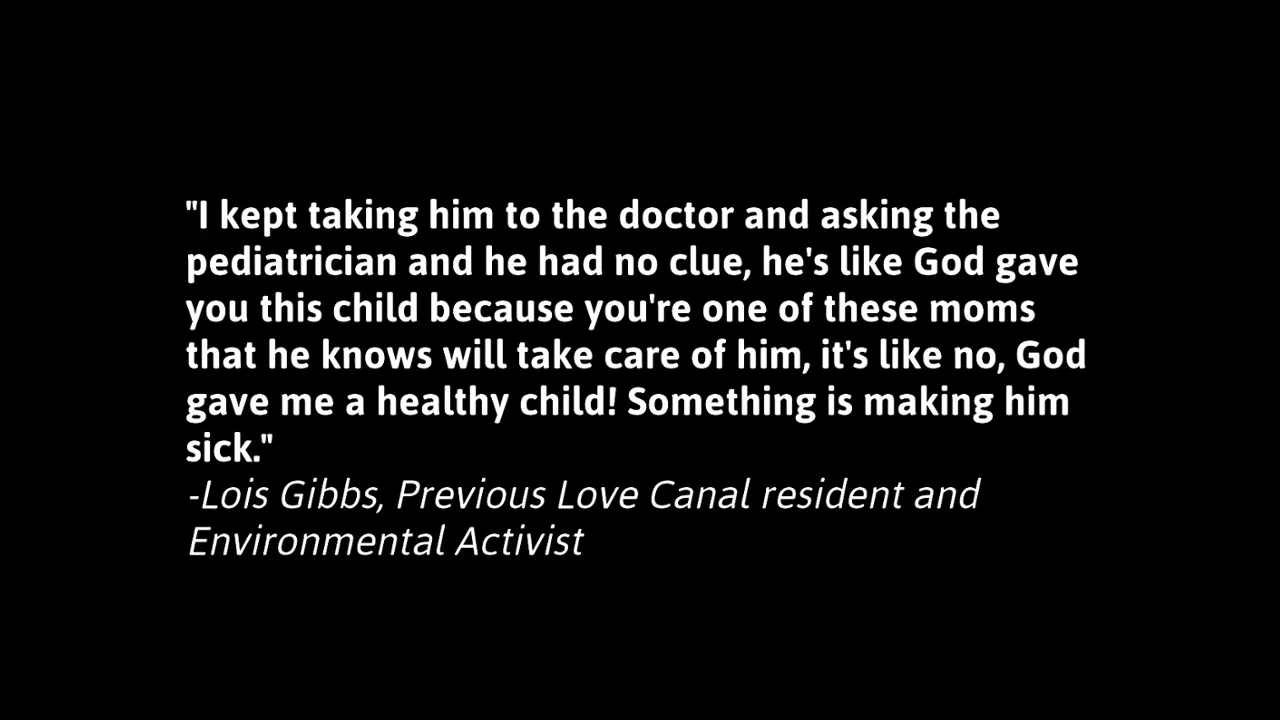 "I kept taking him to the doctor and asking the
pediatrician and he had no clue, he's like God gave
you this child because you're one of these moms
that he knows will take care of him, it's like no, God
gave me a healthy child! Something is making him
sick."
-Lois Gibbs, Previous Love Canal resident and
Environmental Activist